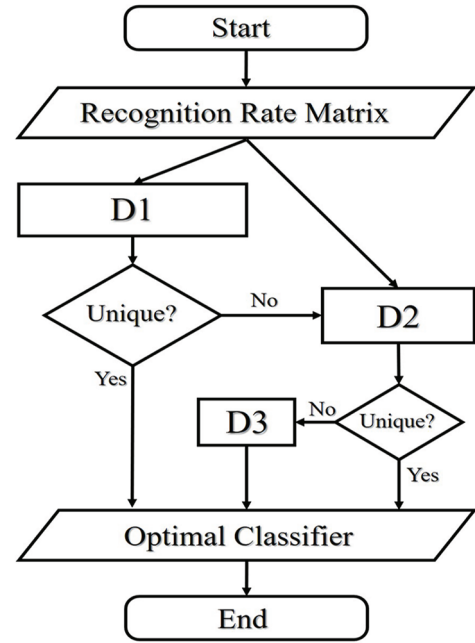 Start
Recognition Rate Matrix
D1
Unique?
No
D2
Yes
D3
No
Unique?
Yes
Optimal Classifier
End